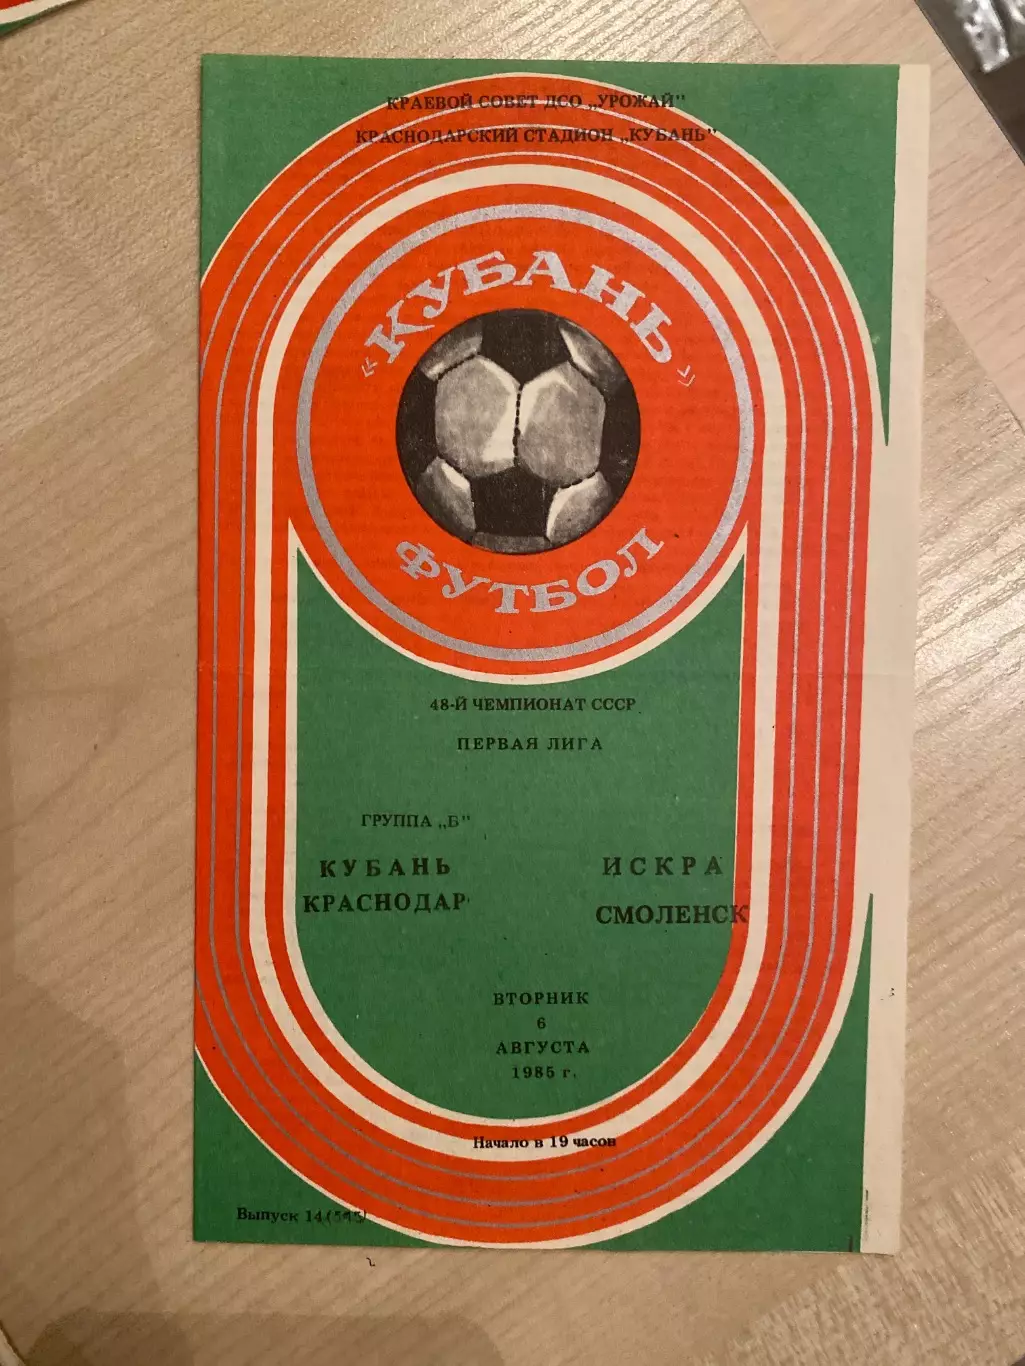 КРАЕВОЙ СОВЕТ ДСО „УРОЖАЙ"
КРАСНОДАРСКИЙ СТАДИОН „КУБАНЬ"
«КУБАНЬ»
ФУТБОЛ
48-Й ЧЕМПИОНАТ СССР
ПЕРВАЯ ЛИГА
ГРУППА „Б"
КУБАНЬ ИСКРА
КРАСНОДАР СМОЛЕНСК
ВТОРНИК
6
АВГУСТА
1985 г.
Начало в 19 часов
Выпуск 14